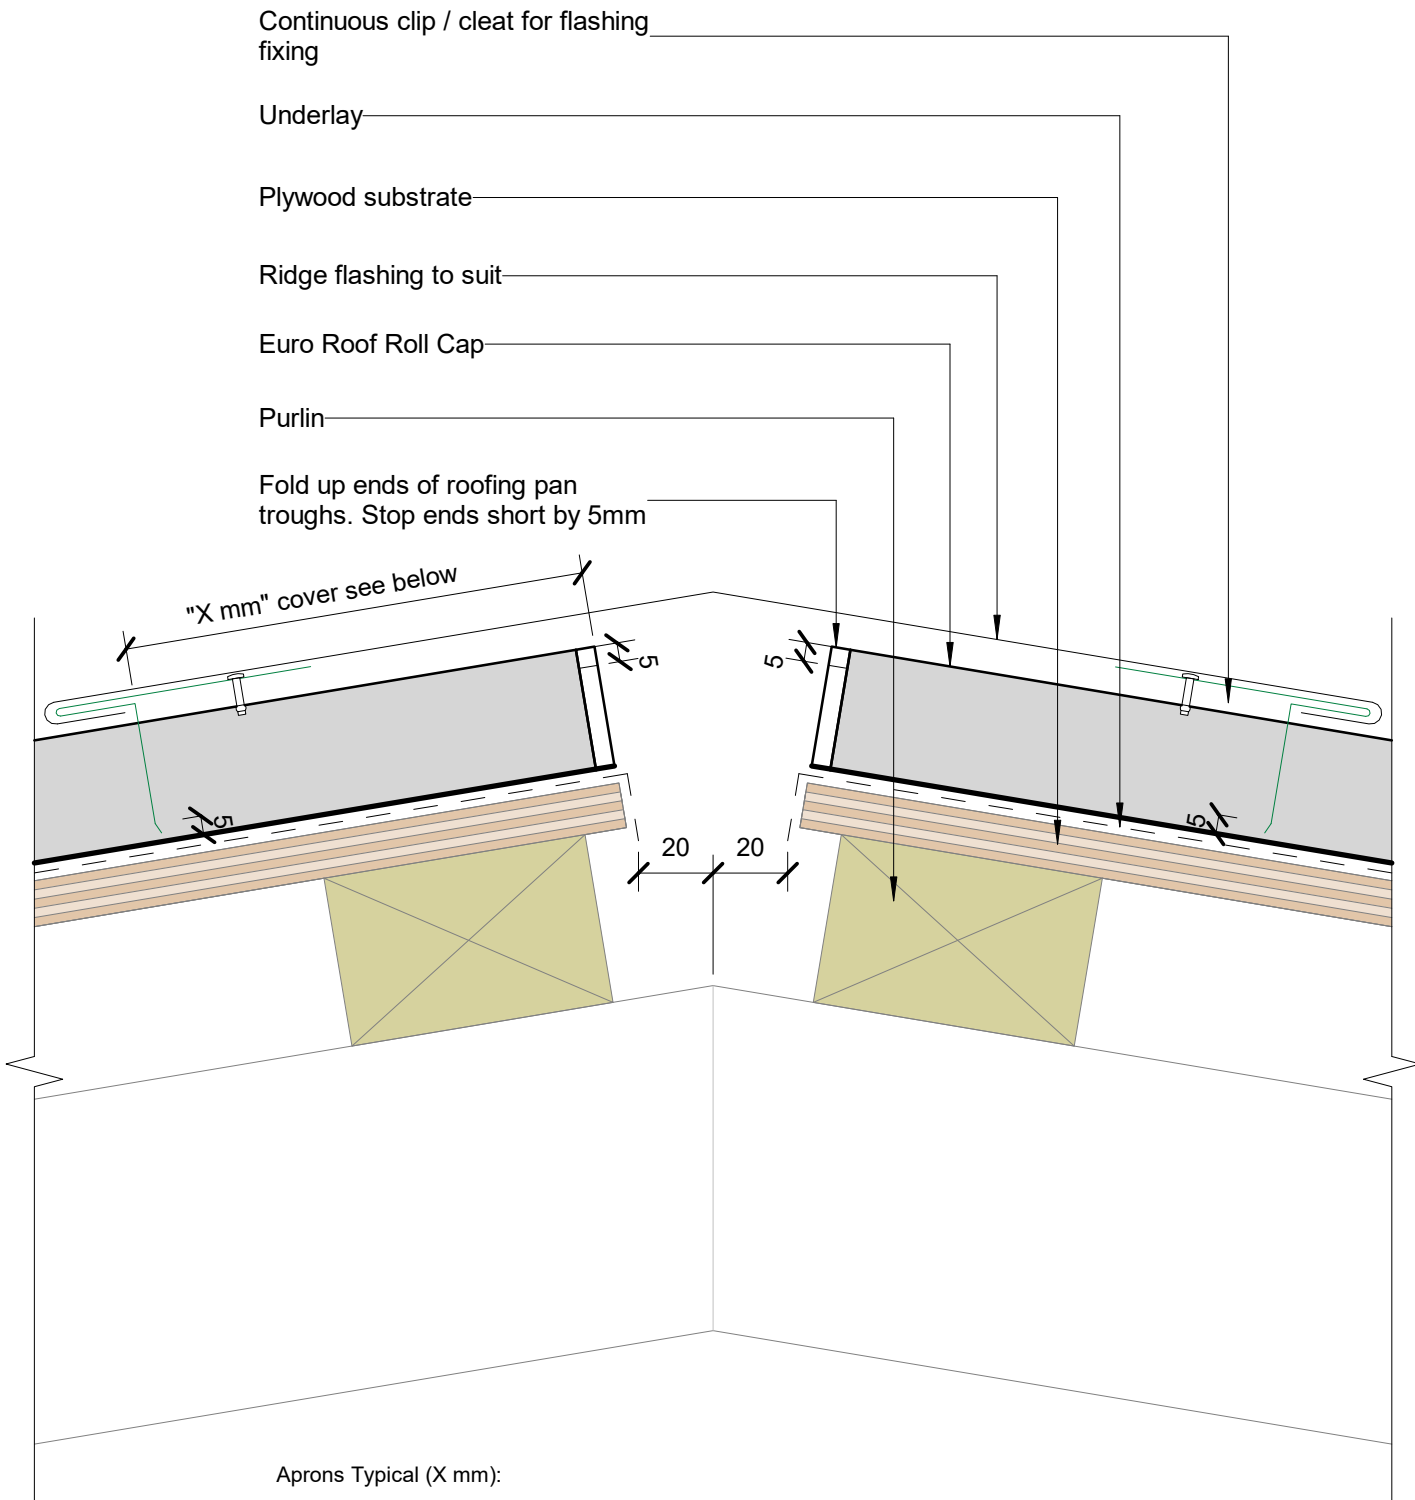 Continuous clip / cleat for flashing
fixing
Underlay
Plywood substrate
Ridge flashing to suit
Euro Roof Roll Cap
Purlin
Fold up ends of roofing pan
troughs. Stop ends short by 5mm
"X mm" cover see below
5
5
5
5
20
20
Aprons Typical (X mm):